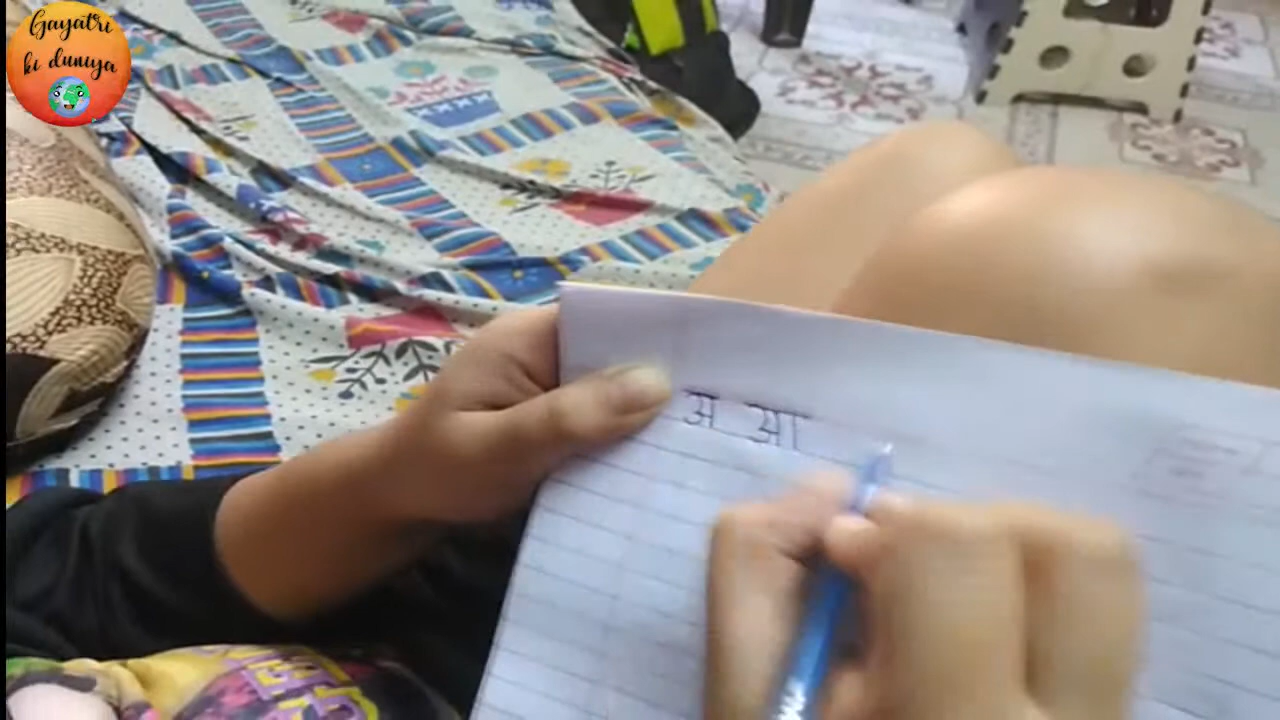 Gayatri
ki duniya
अ आ